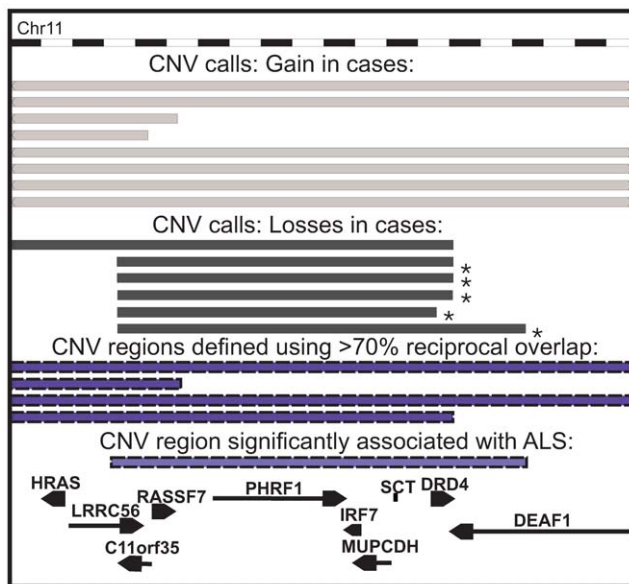 Chr11
CNV calls: Gain in cases:
CNV calls: Losses in cases:
*
*
*
*
*
CNV regions defined using >70% reciprocal overlap:
CNV region significantly associated with ALS:
HRAS
LRRC56
RASSF7
C11orf35
PHRF1
IRF7
MUPCDH
SCT
DRD4
DEAF1